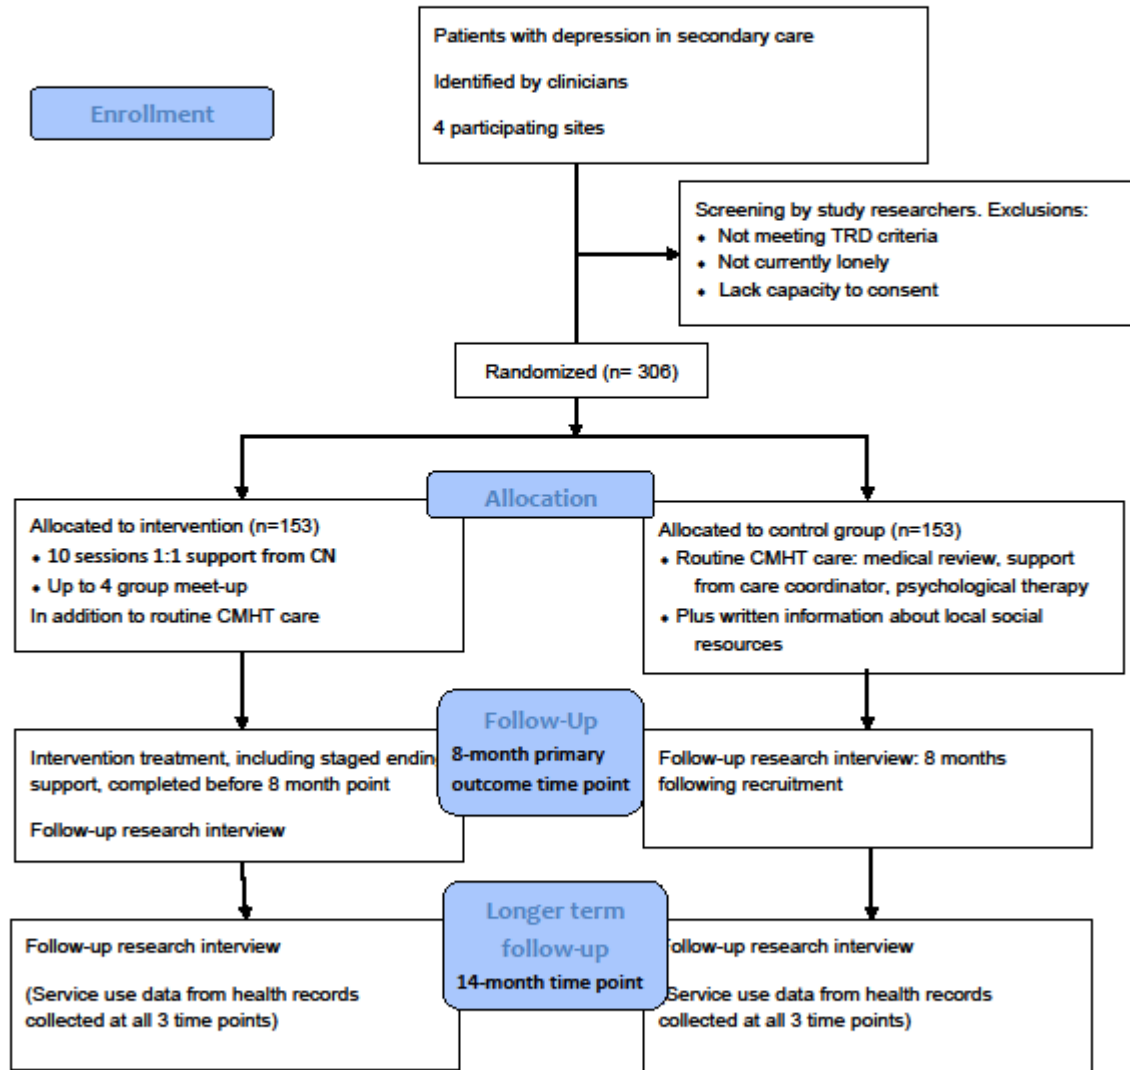 Patients with depression in secondary care
Identified by clinicians
4 participating sites
Enrollment
Screening by study researchers. Exclusions:
• Not meeting TRD criteria
• Not currently lonely
• Lack capacity to consent
Randomized (n= 306)
Allocation
Allocated to intervention (n=153)
• 10 sessions 1:1 support from CN
• Up to 4 group meet-up
In addition to routine CMHT care
Allocated to control group (n=153)
• Routine CMHT care: medical review, support
from care coordinator, psychological therapy
• Plus written information about local social
resources
Follow-Up
8-month primary
outcome time point
Intervention treatment, including staged ending
support, completed before 8 month point
Follow-up research interview
Follow-up research interview: 8 months
following recruitment
Longer term
follow-up
14-month time point
Follow-up research interview
(Service use data from health records
collected at all 3 time points)
Follow-up research interview
(Service use data from health records
collected at all 3 time points)